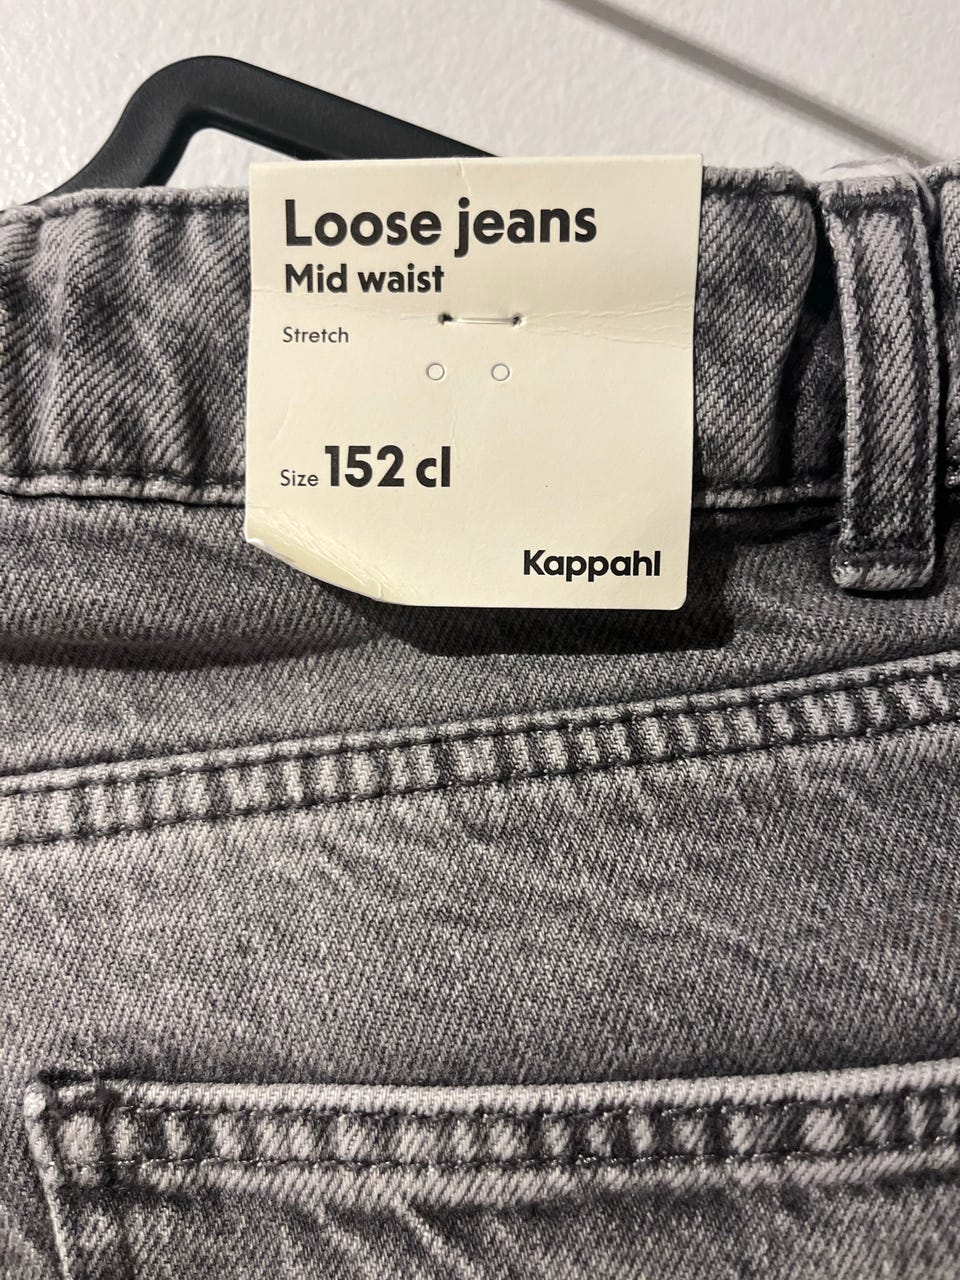 Loose jeans
Mid waist
Stretch
Size 152 cl
Kappahl